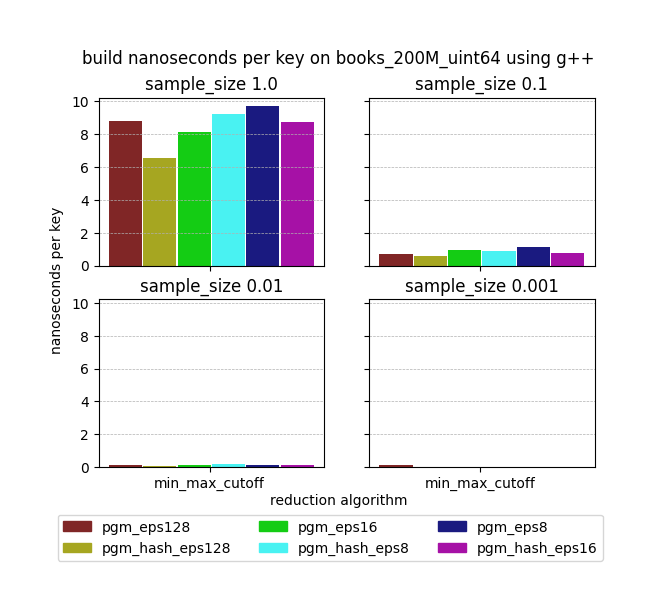 build nanoseconds per key on books_200M_uint64 using g++
sample_size 1.0
sample_size 0.1
10
8
6
4
2
0
nanoseconds per key
sample_size 0.01
sample_size 0.001
10
8
6
4
2
0
min_max_cutoff
min_max_cutoff
reduction algorithm
pgm_eps128
pgm_eps16
pgm_eps8
pgm_hash_eps128
pgm_hash_eps8
pgm_hash_eps16